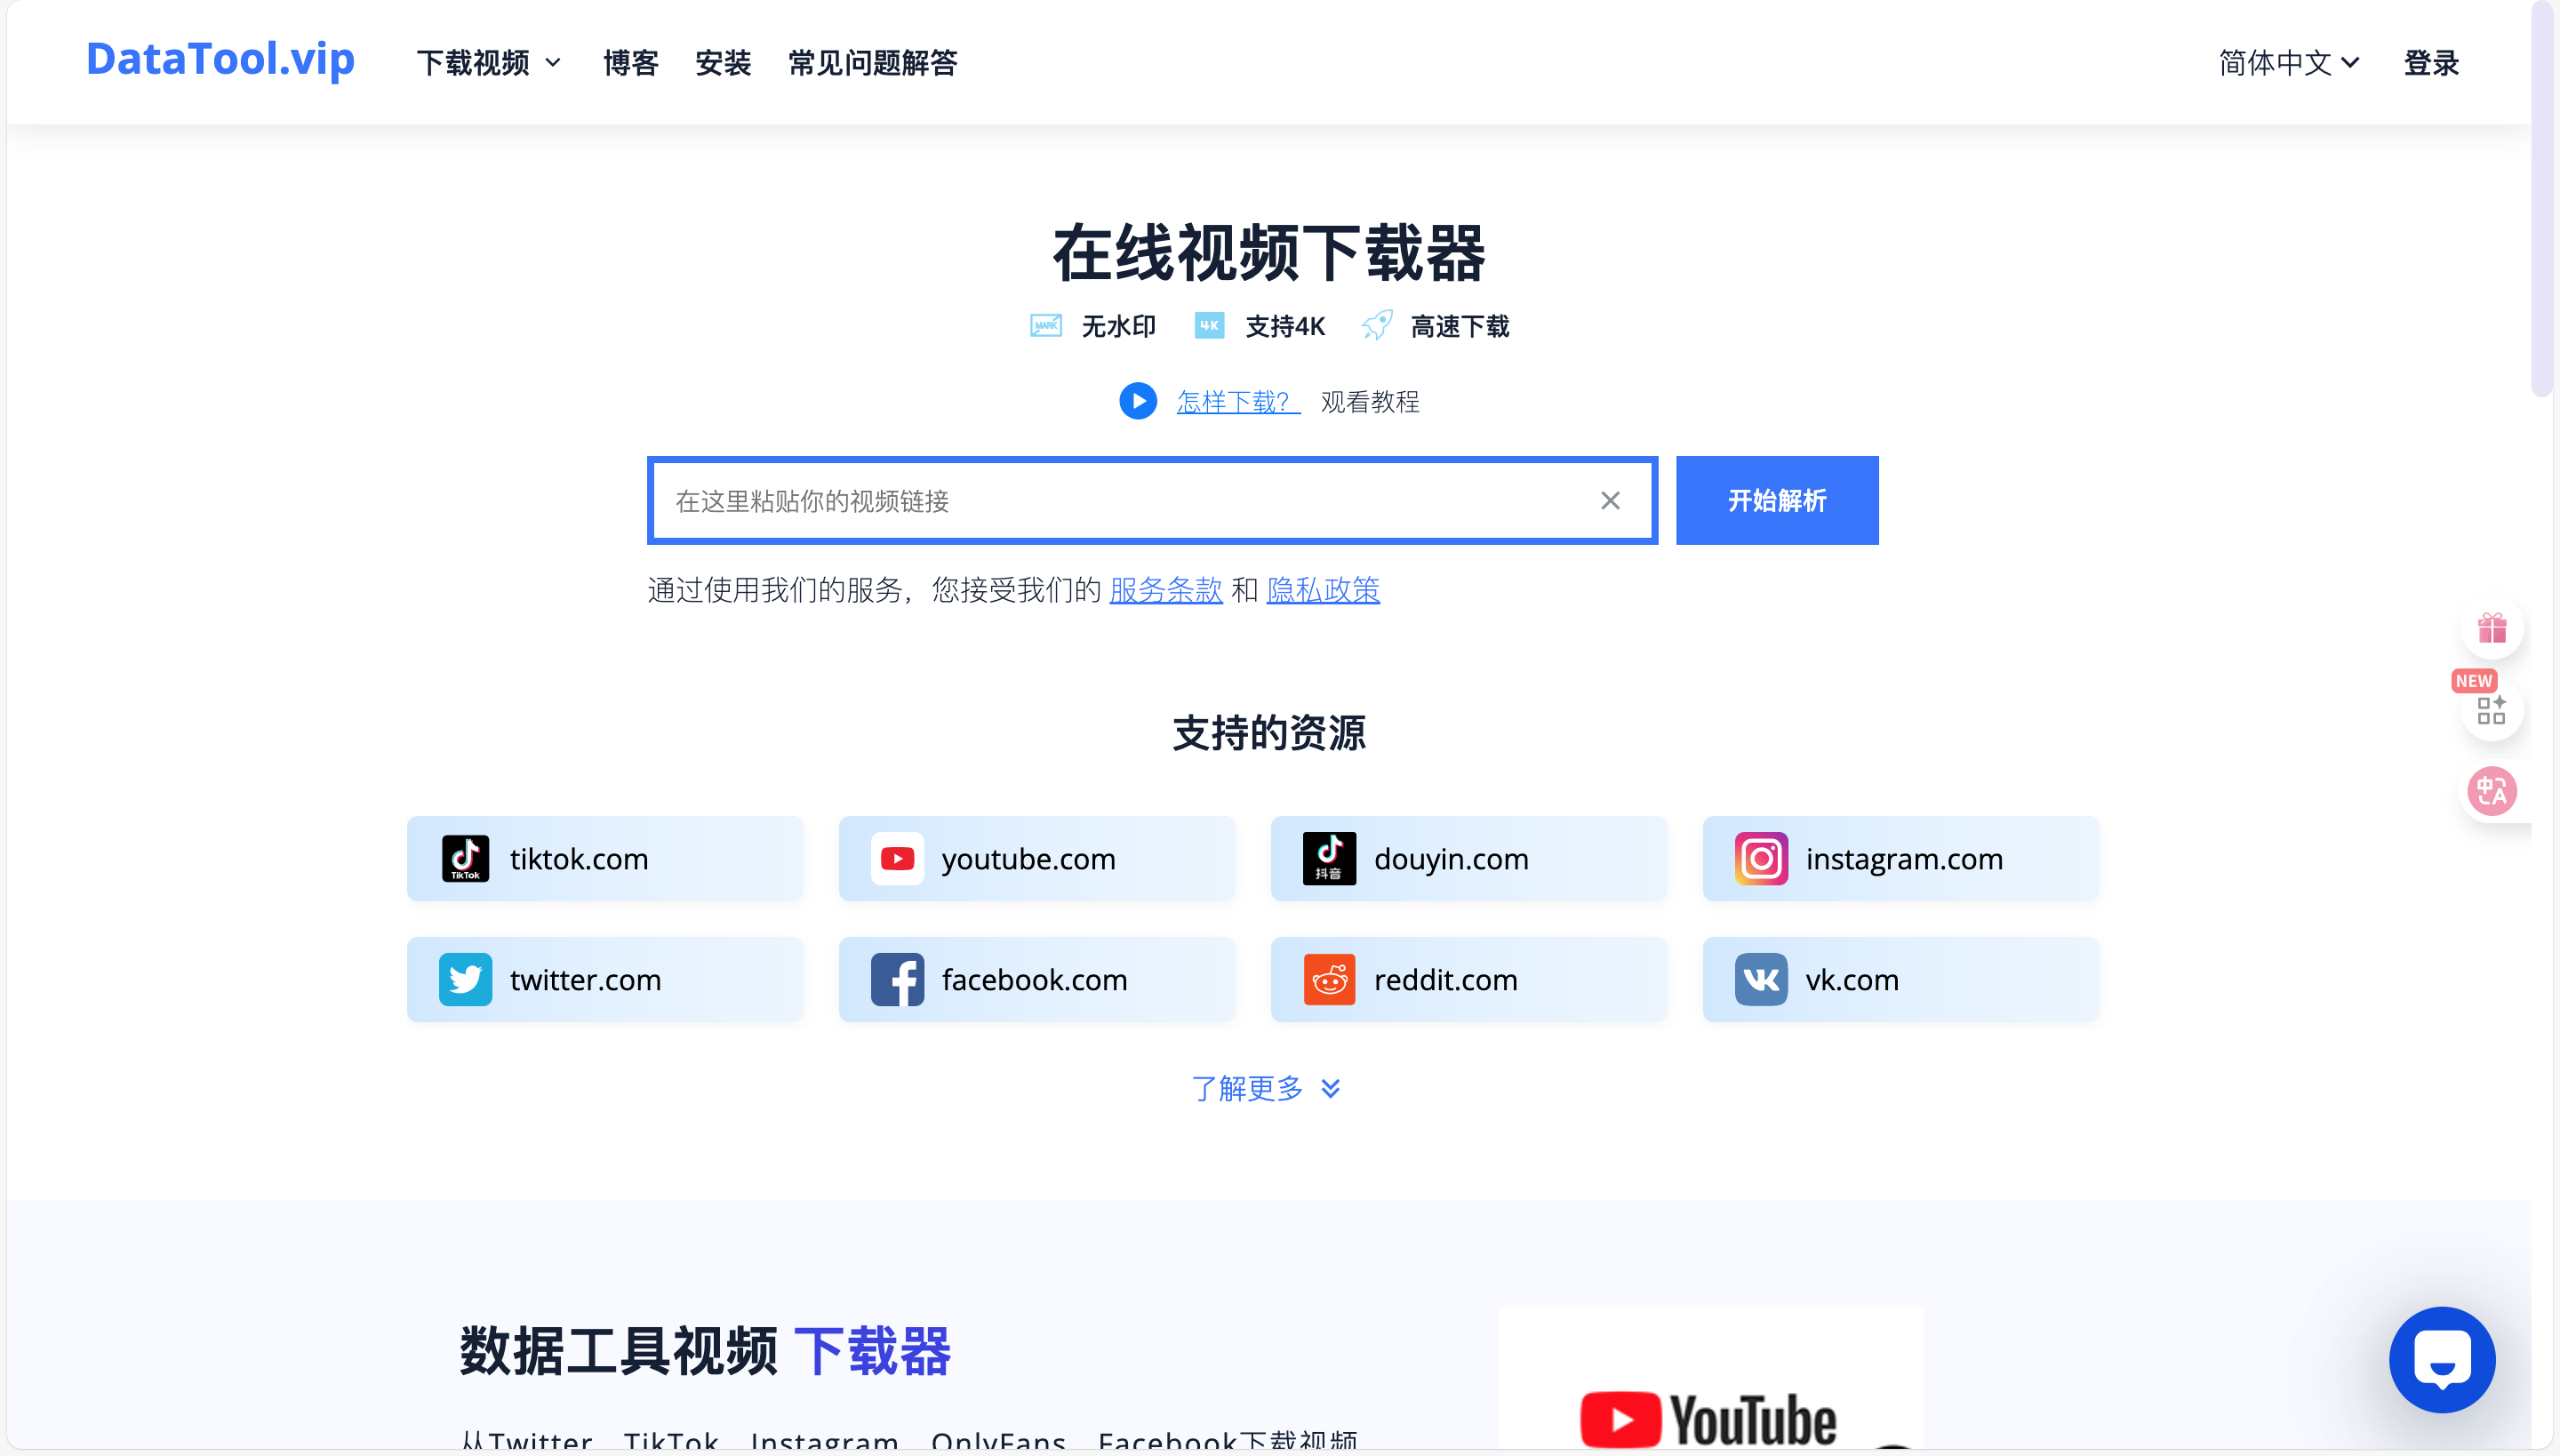 DataTool.vip 下载视频 博客 安装 常见问题解答 简体中文 登录
在线视频下载器
MARK 无水印 4K 支持4K 高速下载
怎样下载? 观看教程
在这里粘贴你的视频链接 开始解析
通过使用我们的服务，您接受我们的 服务条款 和 隐私政策
NEW
中A
支持的资源
TikTok tiktok.com youtube.com 抖音 douyin.com instagram.com
twitter.com facebook.com reddit.com vk.com
了解更多
数据工具视频 下载器
YouTube
从Twitter、TikTok、Instagram、OnlyFans、Facebook下载视频